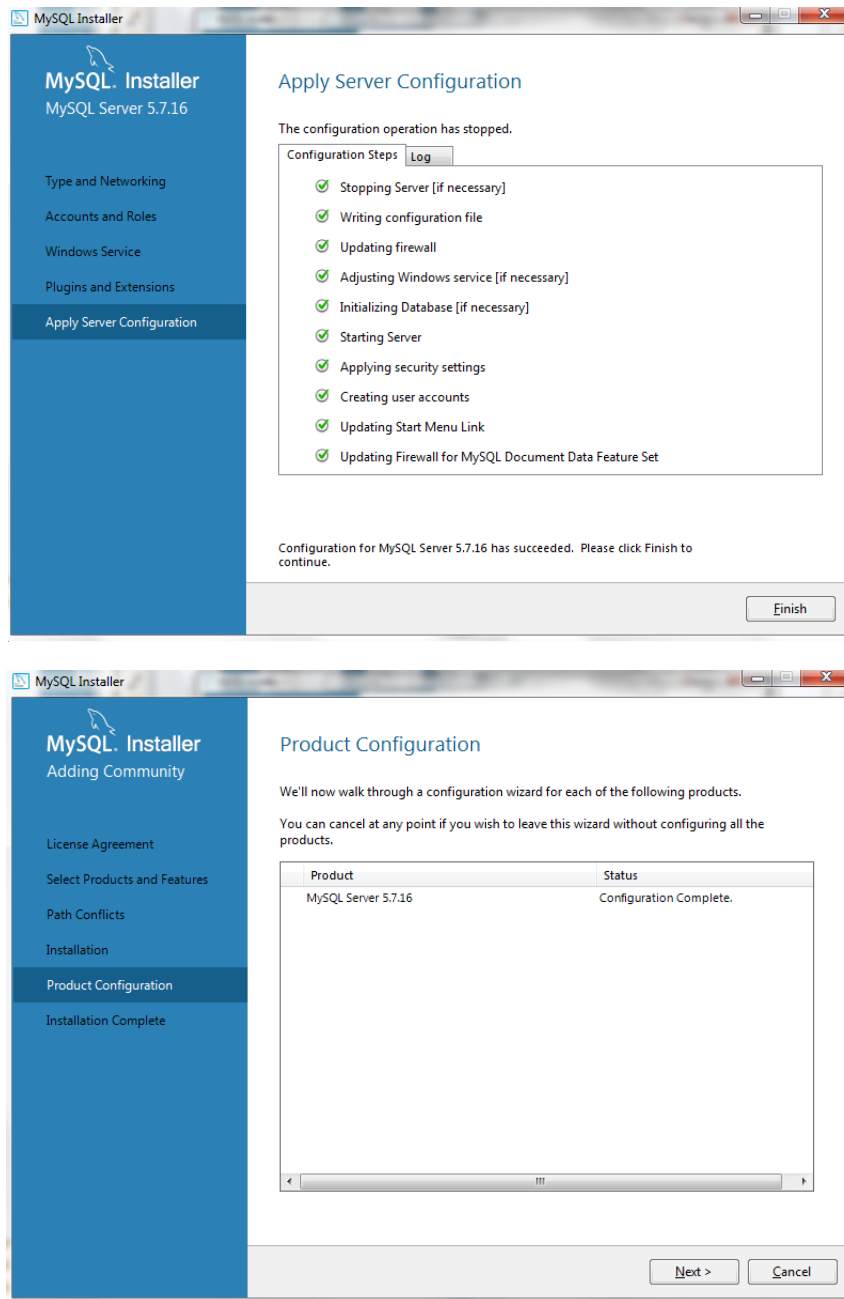 MySQL Installer
MySQL. Installer
MySQL Server 5.7.16
Type and Networking
Accounts and Roles
Windows Service
Plugins and Extensions
Apply Server Configuration
Apply Server Configuration
The configuration operation has stopped.
Configuration Steps Log
Stopping Server [if necessary]
Writing configuration file
Updating firewall
Adjusting Windows service [if necessary]
Initializing Database [if necessary]
Starting Server
Applying security settings
Creating user accounts
Updating Start Menu Link
Updating Firewall for MySQL Document Data Feature Set
Configuration for MySQL Server 5.7.16 has succeeded. Please click Finish to
continue.
Finish
MySQL Installer
MySQL. Installer
Adding Community
License Agreement
Select Products and Features
Path Conflicts
Installation
Product Configuration
Installation Complete
Product Configuration
We'll now walk through a configuration wizard for each of the following products.
You can cancel at any point if you wish to leave this wizard without configuring all the
products.
Product Status
MySQL Server 5.7.16 Configuration Complete.
Next > Cancel